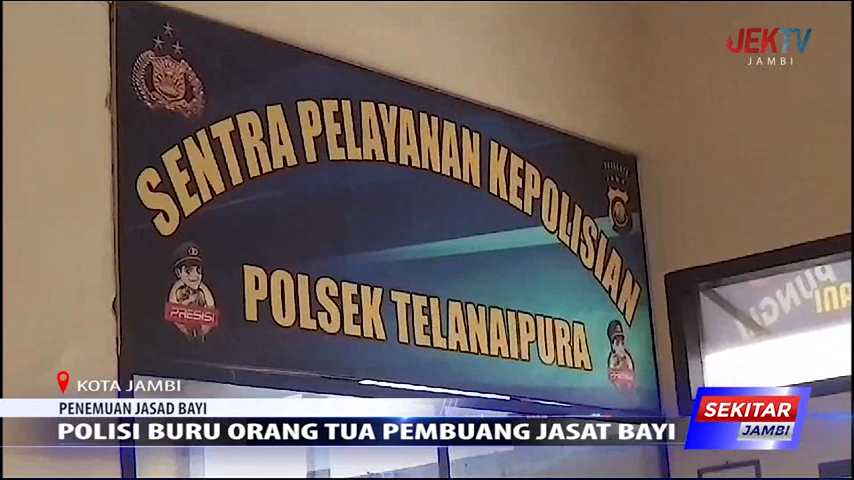 JEKTV
JAMBI
SENTRA PELAYANAN KEPOLISIAN
POLSEK TELANAIPURA
PRESISI
PUNGLI
KOTA JAMBI
PENEMUAN JASAD BAYI
POLISI BURU ORANG TUA PEMBUANG JASAT BAYI
SEKITAR
JAMBI